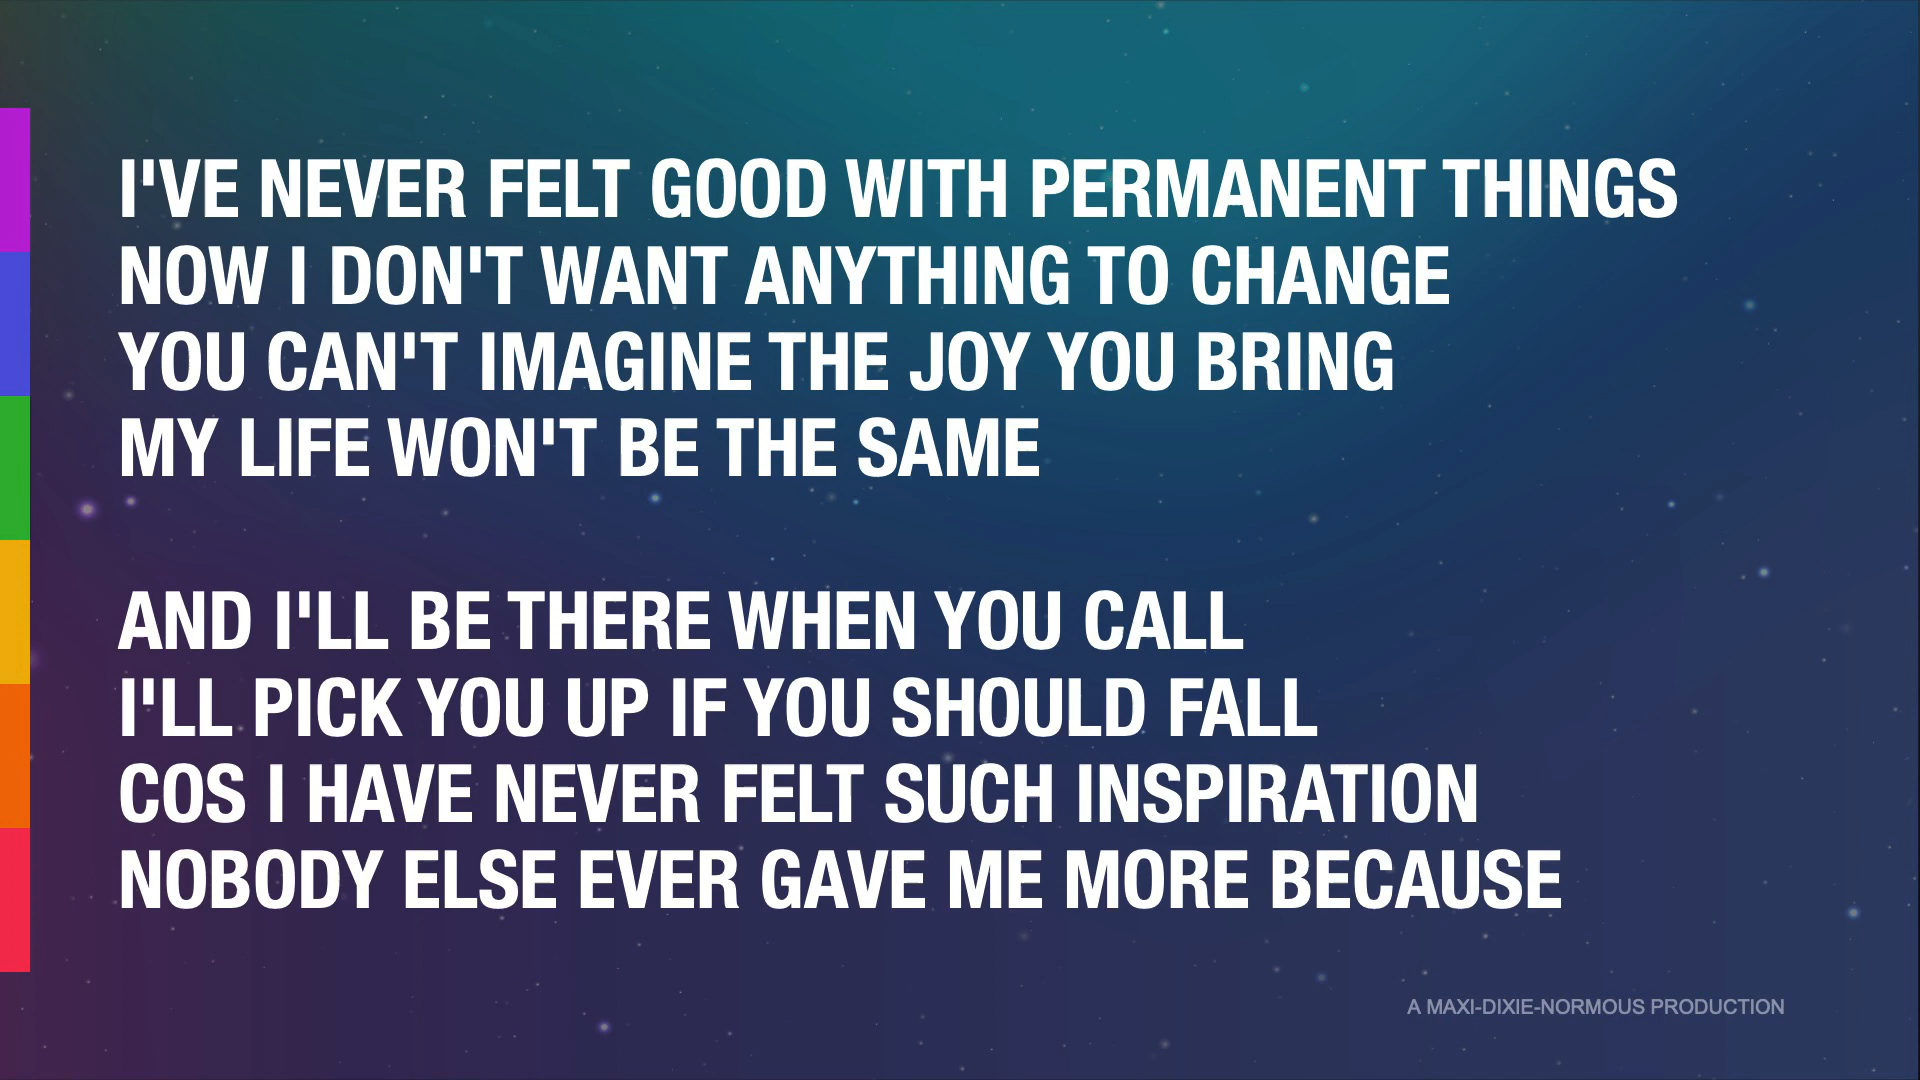 I'VE NEVER FELT GOOD WITH PERMANENT THINGS
NOW I DON'T WANT ANYTHING TO CHANGE
YOU CAN'T IMAGINE THE JOY YOU BRING
MY LIFE WON'T BE THE SAME
AND I'LL BE THERE WHEN YOU CALL
I'LL PICK YOU UP IF YOU SHOULD FALL
COS I HAVE NEVER FELT SUCH INSPIRATION
NOBODY ELSE EVER GAVE ME MORE BECAUSE
A MAXI-DIXIE-NORMOUS PRODUCTION